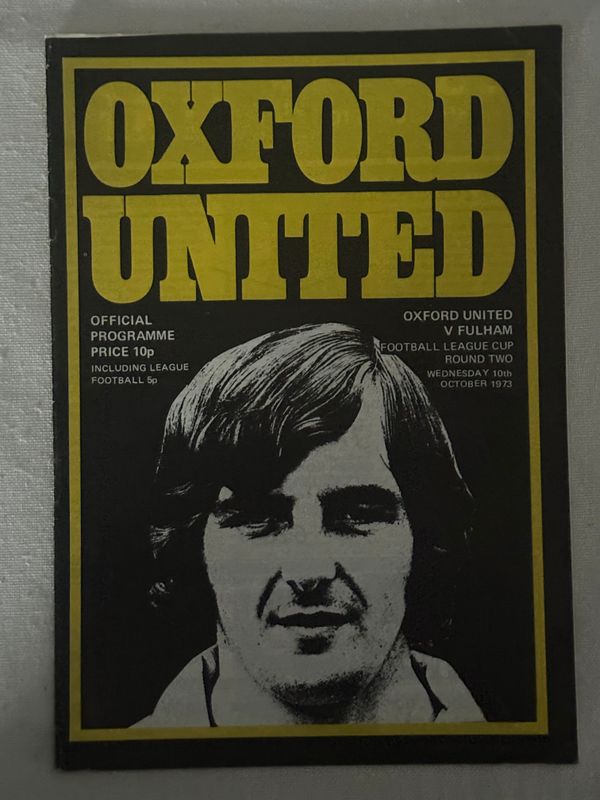 OXFORD
UNITED
OFFICIAL
PROGRAMME
PRICE 10p
INCLUDING LEAGUE
FOOTBALL 5p
OXFORD UNITED
V FULHAM
FOOTBALL LEAGUE CUP
ROUND TWO
WEDNESDAY 10th
OCTOBER 1973